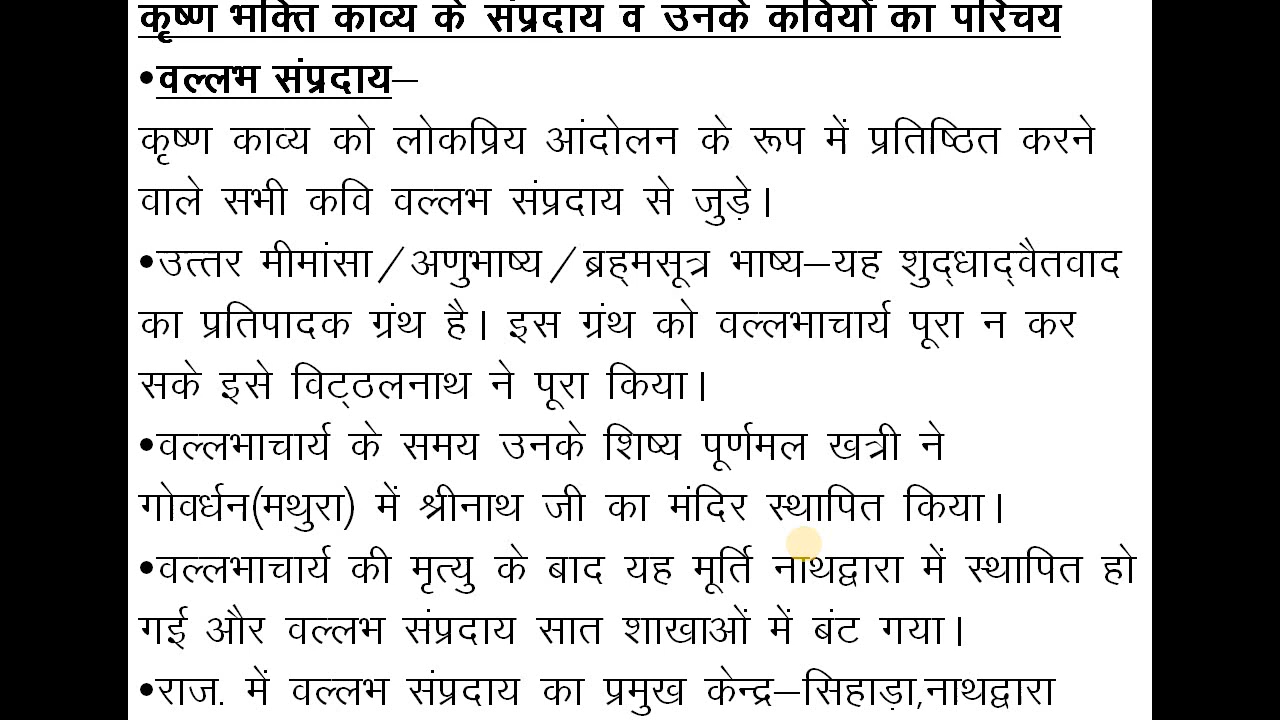 कृष्ण भक्ति काव्य के संप्रदाय व उनके कवियों का परिचय
•वल्लभ संप्रदाय–
कृष्ण काव्य को लोकप्रिय आंदोलन के रूप में प्रतिष्ठित करने
वाले सभी कवि वल्लभ संप्रदाय से जुड़े।
•उत्तर मीमांसा/अणुभाष्य/ब्रह्मसूत्र भाष्य–यह शुद्धाद्वैतवाद
का प्रतिपादक ग्रंथ है। इस ग्रंथ को वल्लभाचार्य पूरा न कर
सके इसे विट्ठलनाथ ने पूरा किया।
•वल्लभाचार्य के समय उनके शिष्य पूर्णमल खत्री ने
गोवर्धन(मथुरा) में श्रीनाथ जी का मंदिर स्थापित किया।
•वल्लभाचार्य की मृत्यु के बाद यह मूर्ति नाथद्वारा में स्थापित हो
गई और वल्लभ संप्रदाय सात शाखाओं में बंट गया।
•राज. में वल्लभ संप्रदाय का प्रमुख केन्द्र–सिहाड़ा,नाथद्वारा